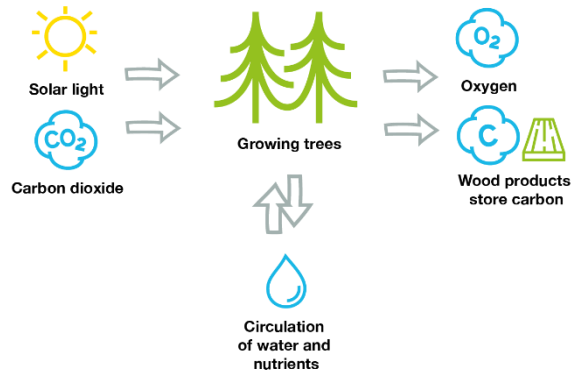 Solar light
CO₂
Carbon dioxide
Growing trees
O₂
Oxygen
C
Wood products
store carbon
Circulation
of water and
nutrients